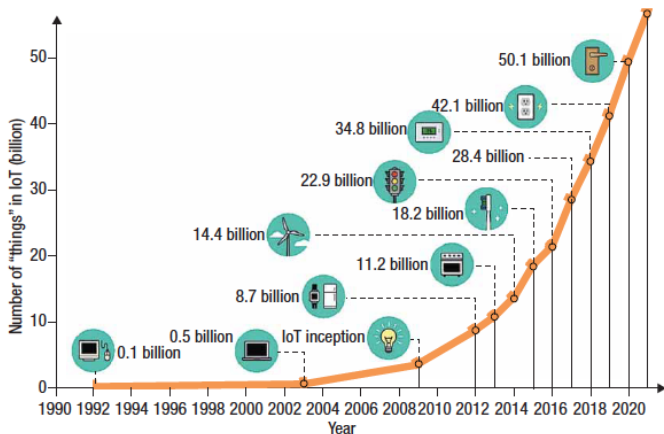 Number of “things” in IoT (billion)
50
40
30
20
10
0
50.1 billion
42.1 billion
34.8 billion
28.4 billion
22.9 billion
18.2 billion
14.4 billion
11.2 billion
8.7 billion
IoT inception
0.5 billion
0.1 billion
1990 1992 1994 1996 1998 2000 2002 2004 2006 2008 2010 2012 2014 2016 2018 2020
Year